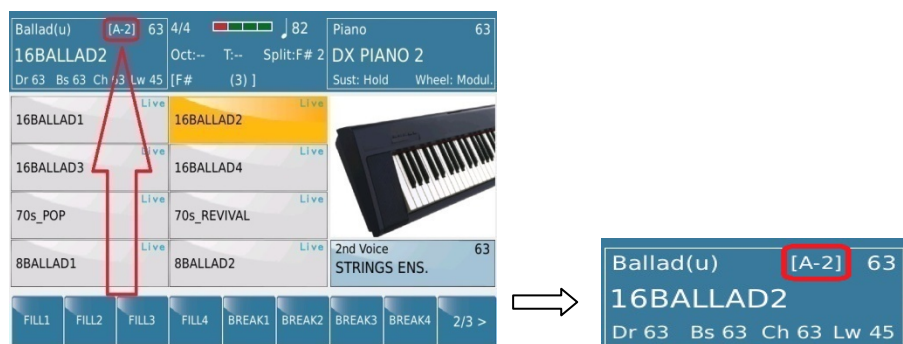 Ballad(u) [A-2] 63 4/4 ♩82 Piano 63
16BALLAD2 Oct:-- T:-- Split:F# 2 DX PIANO 2
Dr 63 Bs 63 Ch 63 Lw 45 [F# (3) ] Sust: Hold Wheel: Modul.
Live Live
16BALLAD1 16BALLAD2
Live Live
16BALLAD3 16BALLAD4
Live Live
70s_POP 70s_REVIVAL
Live Live 2nd Voice 63
8BALLAD1 8BALLAD2 STRINGS ENS.
FILL1 FILL2 FILL3 FILL4 BREAK1 BREAK2 BREAK3 BREAK4 2/3 >
Ballad(u) [A-2] 63
16BALLAD2
Dr 63 Bs 63 Ch 63 Lw 45